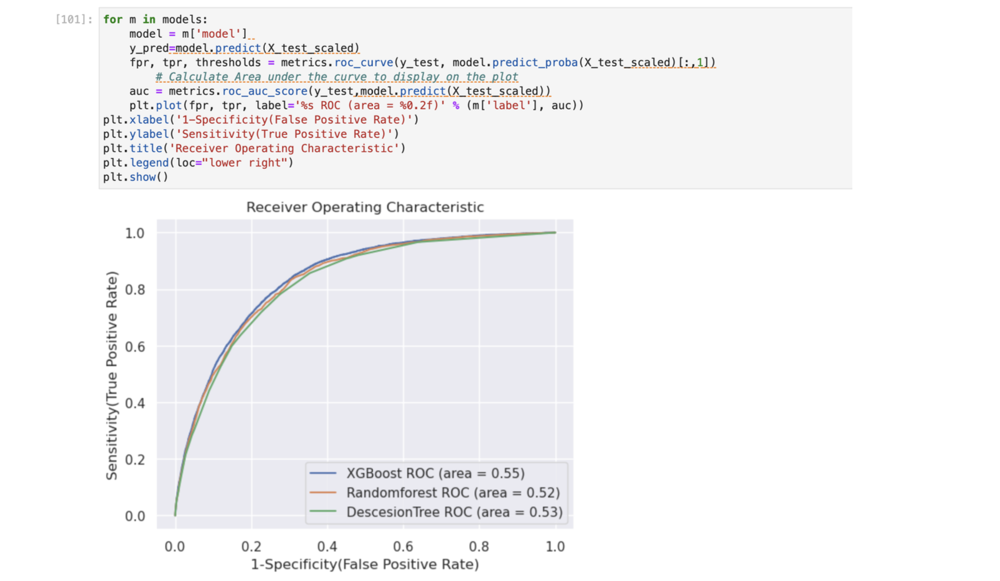 [101]: for m in models:
model = m['model']
y_pred=model.predict(X_test_scaled)
fpr, tpr, thresholds = metrics.roc_curve(y_test, model.predict_proba(X_test_scaled)[:,1])
# Calculate Area under the curve to display on the plot
auc = metrics.roc_auc_score(y_test,model.predict(X_test_scaled))
plt.plot(fpr, tpr, label='%s ROC (area = %0.2f)' % (m['label'], auc))
plt.xlabel('1-Specificity(False Positive Rate)')
plt.ylabel('Sensitivity(True Positive Rate)')
plt.title('Receiver Operating Characteristic')
plt.legend(loc="lower right")
plt.show()
Receiver Operating Characteristic
Sensitivity(True Positive Rate)
1.0
0.8
0.6
0.4
0.2
0.0
XGBoost ROC (area = 0.55)
Randomforest ROC (area = 0.52)
DescesionTree ROC (area = 0.53)
0.0 0.2 0.4 0.6 0.8 1.0
1-Specificity(False Positive Rate)